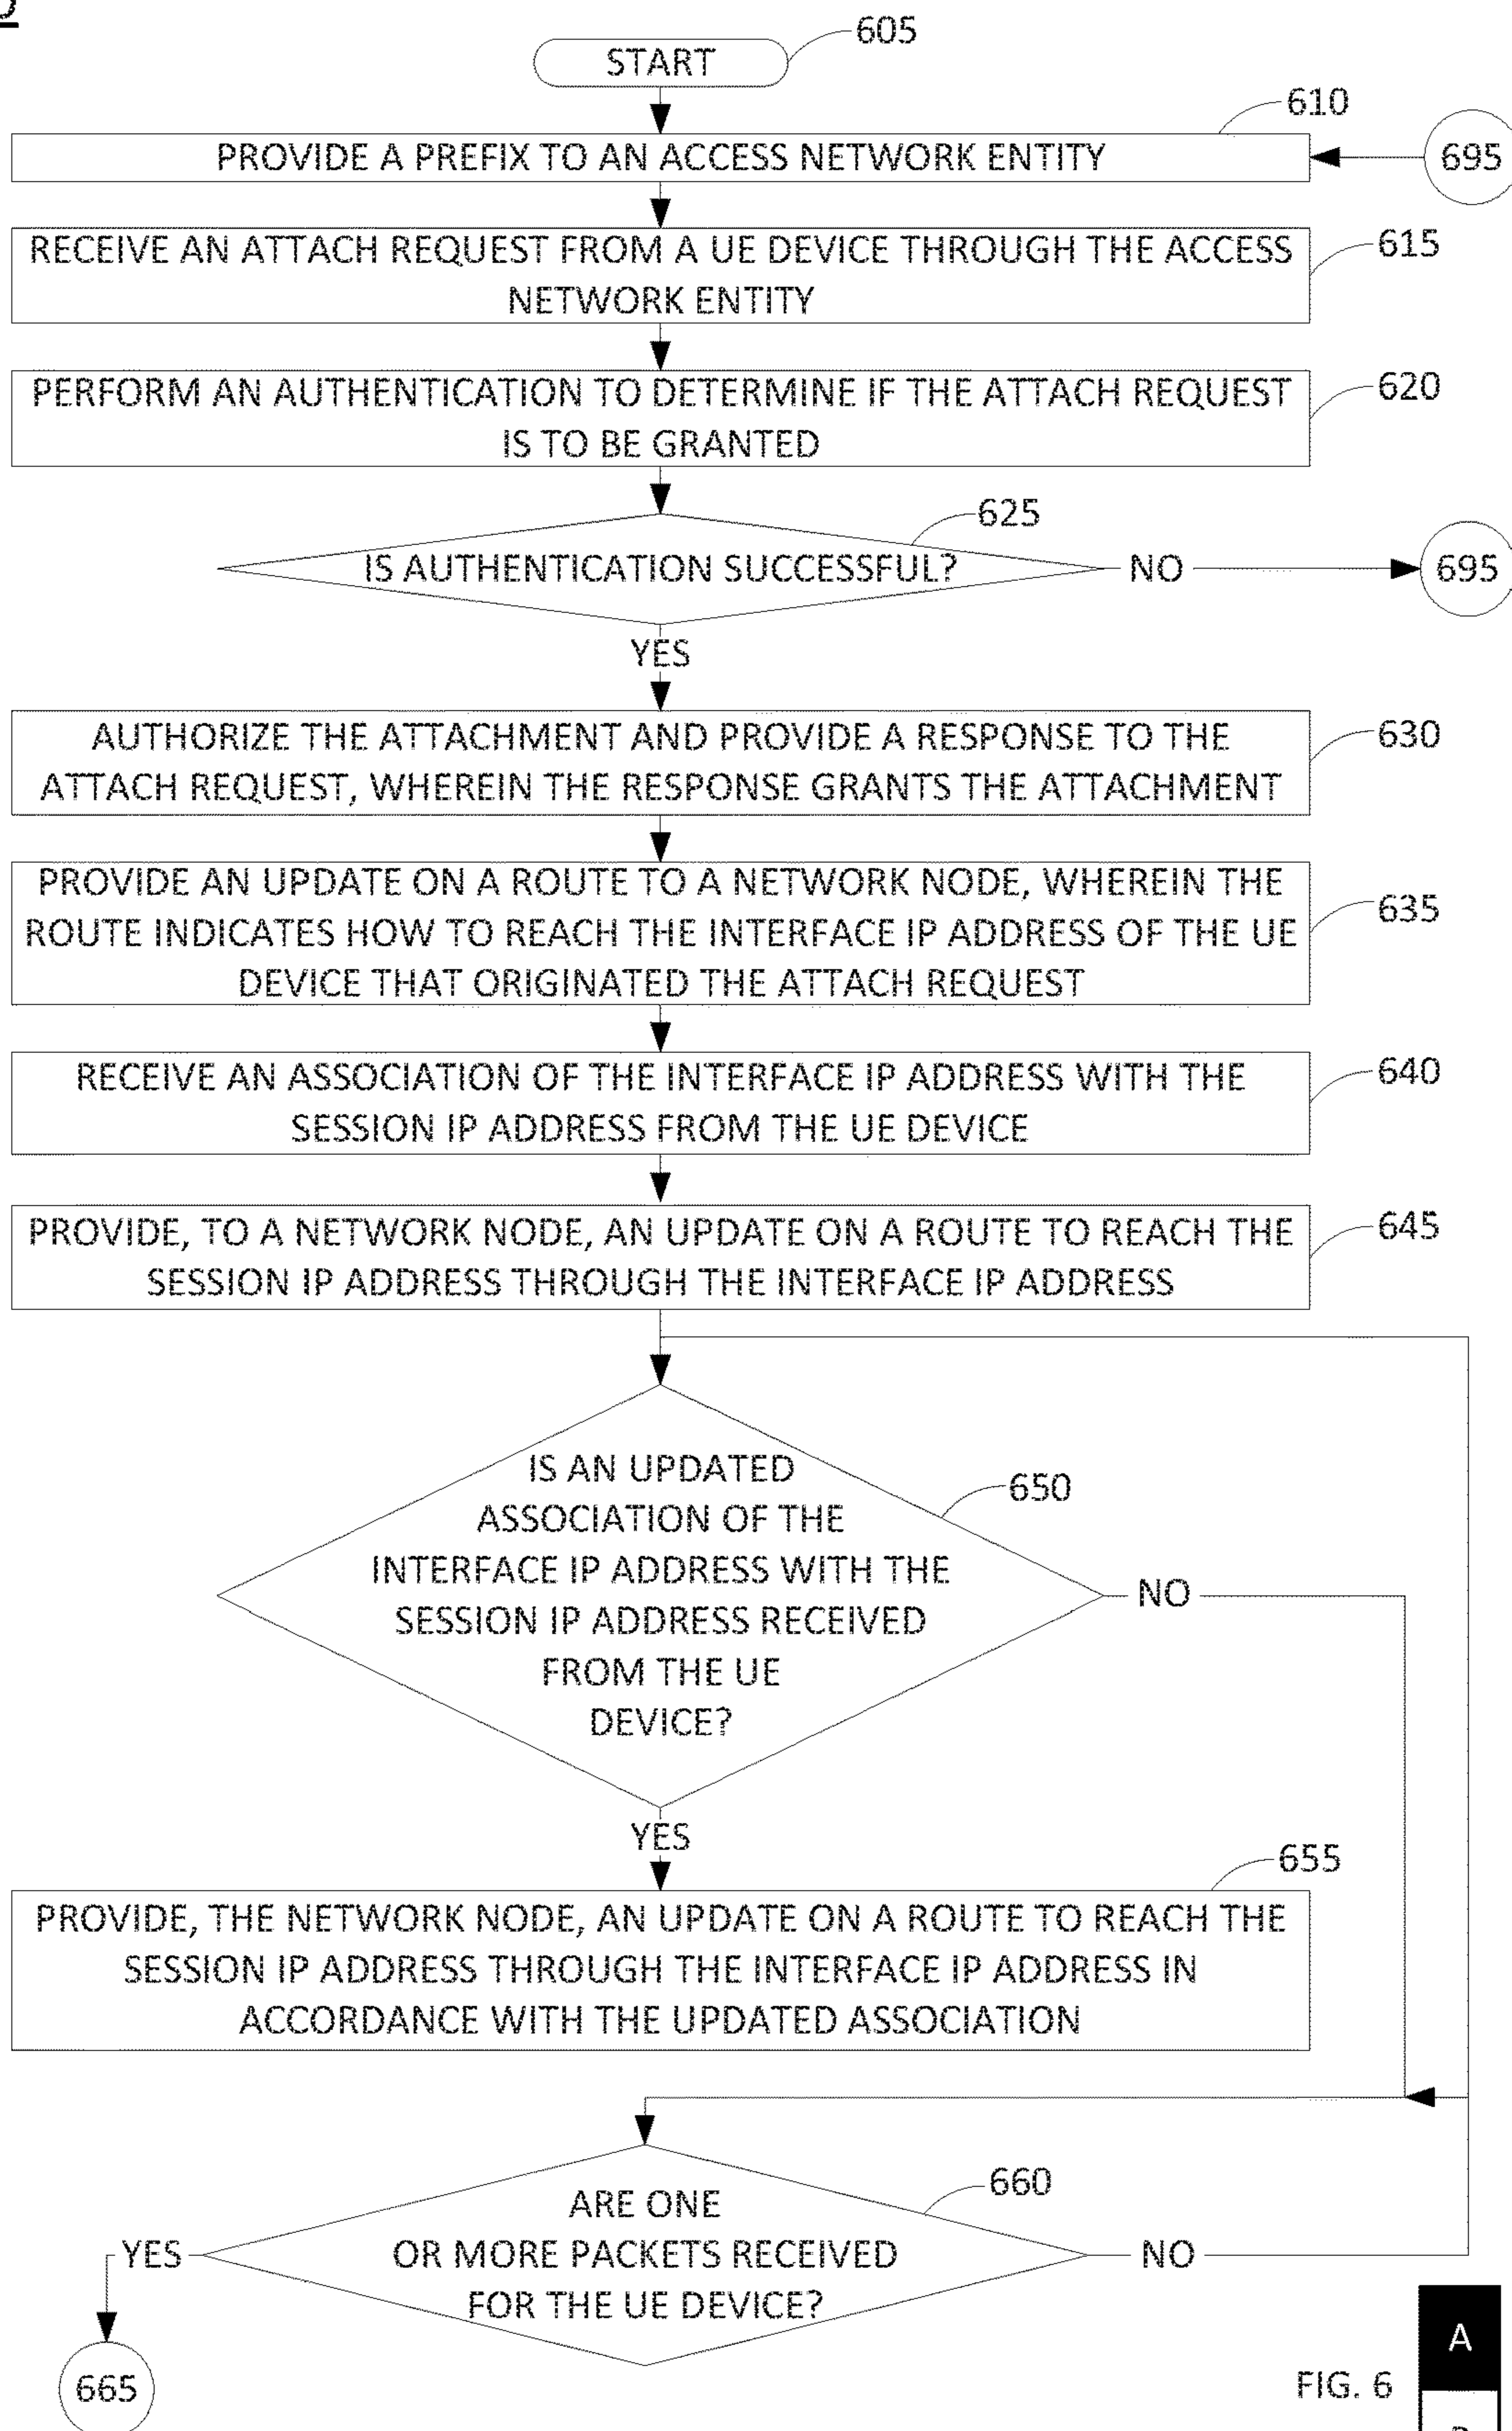 START
605
610
PROVIDE A PREFIX TO AN ACCESS NETWORK ENTITY
695
RECEIVE AN ATTACH REQUEST FROM A UE DEVICE THROUGH THE ACCESS
NETWORK ENTITY
615
PERFORM AN AUTHENTICATION TO DETERMINE IF THE ATTACH REQUEST
IS TO BE GRANTED
620
625
IS AUTHENTICATION SUCCESSFUL?
NO
695
YES
AUTHORIZE THE ATTACHMENT AND PROVIDE A RESPONSE TO THE
ATTACH REQUEST, WHEREIN THE RESPONSE GRANTS THE ATTACHMENT
630
PROVIDE AN UPDATE ON A ROUTE TO A NETWORK NODE, WHEREIN THE
ROUTE INDICATES HOW TO REACH THE INTERFACE IP ADDRESS OF THE UE
DEVICE THAT ORIGINATED THE ATTACH REQUEST
635
RECEIVE AN ASSOCIATION OF THE INTERFACE IP ADDRESS WITH THE
SESSION IP ADDRESS FROM THE UE DEVICE
640
PROVIDE, TO A NETWORK NODE, AN UPDATE ON A ROUTE TO REACH THE
SESSION IP ADDRESS THROUGH THE INTERFACE IP ADDRESS
645
IS AN UPDATED
ASSOCIATION OF THE
INTERFACE IP ADDRESS WITH THE
SESSION IP ADDRESS RECEIVED
FROM THE UE
DEVICE?
650
NO
YES
655
PROVIDE, THE NETWORK NODE, AN UPDATE ON A ROUTE TO REACH THE
SESSION IP ADDRESS THROUGH THE INTERFACE IP ADDRESS IN
ACCORDANCE WITH THE UPDATED ASSOCIATION
660
ARE ONE
OR MORE PACKETS RECEIVED
FOR THE UE DEVICE?
YES
NO
665
FIG. 6
A